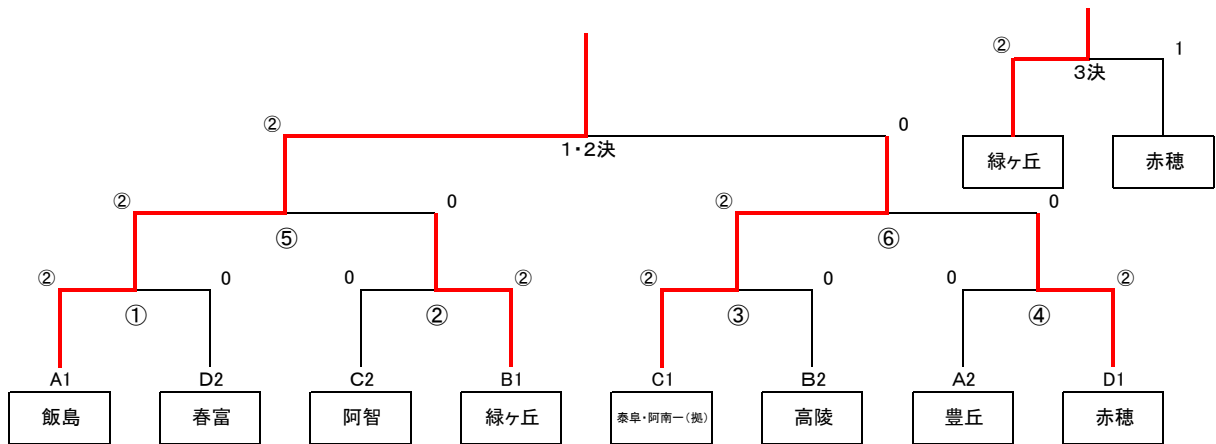 ② 1
3決
緑ヶ丘 赤穂
② 0
1・2決
② 0 ② 0
⑤ ⑥
② 0 0 ② ② 0 0 ②
① ② ③ ④
A1 D2 C2 B1 C1 B2 A2 D1
飯島 春富 阿智 緑ヶ丘 泰阜・阿南一(拠) 高陵 豊丘 赤穂